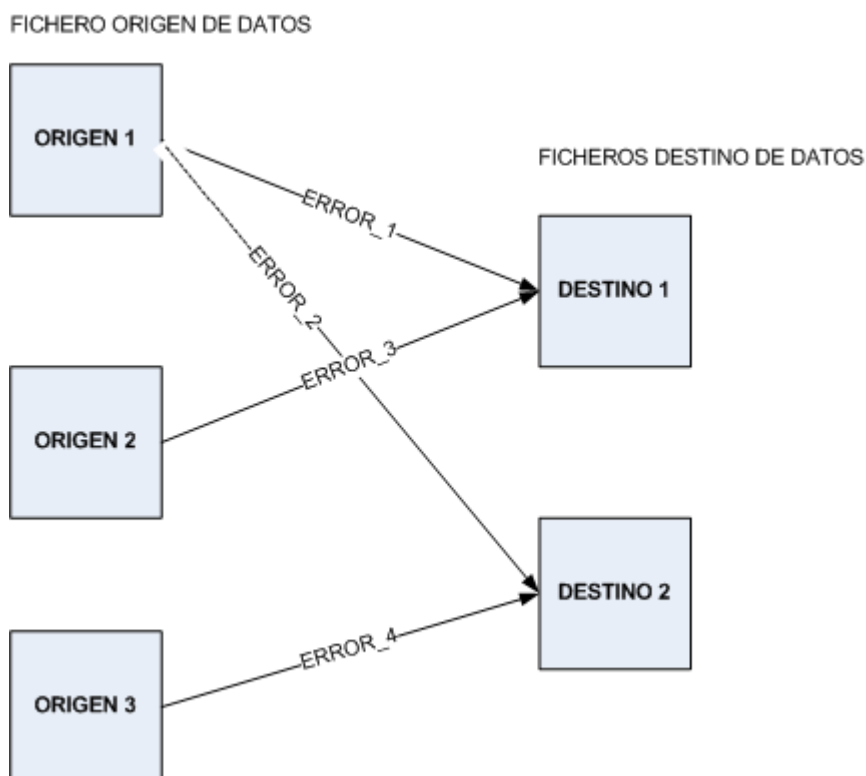 FICHERO ORIGEN DE DATOS
ORIGEN 1
FICHEROS DESTINO DE DATOS
ERROR_1
ERROR_2
DESTINO 1
ERROR_3
ORIGEN 2
DESTINO 2
ERROR_4
ORIGEN 3